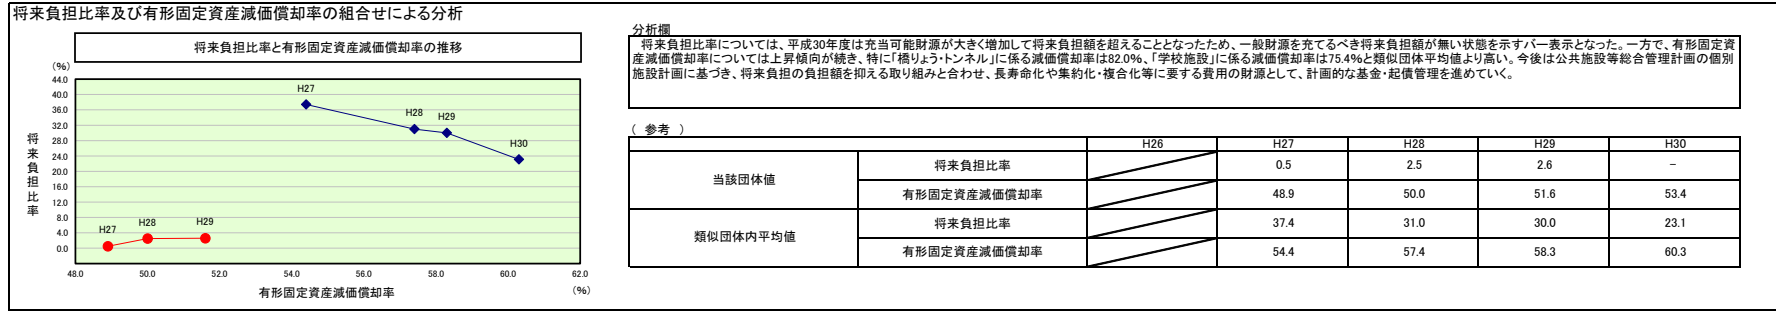 将来負担比率及び有形固定資産減価償却率の組合せによる分析
将来負担比率と有形固定資産減価償却率の推移
(%)
44.0
40.0
36.0
32.0
28.0
24.0
20.0
16.0
12.0
8.0
4.0
0.0
将来負担比率
H27
H28
H29
H30
H27
H28
H29
48.0 50.0 52.0 54.0 56.0 58.0 60.0 62.0
有形固定資産減価償却率
(%)
分析欄
将来負担比率については、平成30年度は充当可能財源が大きく増加して将来負担額を超えることとなったため、一般財源を充てるべき将来負担額が無い状態を示すバー表示となった。一方で、有形固定資
産減価償却率については上昇傾向が続き、特に「橋りょう・トンネル」に係る減価償却率は82.0%、「学校施設」に係る減価償却率は75.4%と類似団体平均値より高い。今後は公共施設等総合管理計画の個別
施設計画に基づき、将来負担の負担額を抑える取り組みと合わせ、長寿命化や集約化・複合化等に要する費用の財源として、計画的な基金・起債管理を進めていく。
( 参考 )
H26 H27 H28 H29 H30
当該団体値
将来負担比率 0.5 2.5 2.6 －
有形固定資産減価償却率 48.9 50.0 51.6 53.4
類似団体内平均値
将来負担比率 37.4 31.0 30.0 23.1
有形固定資産減価償却率 54.4 57.4 58.3 60.3